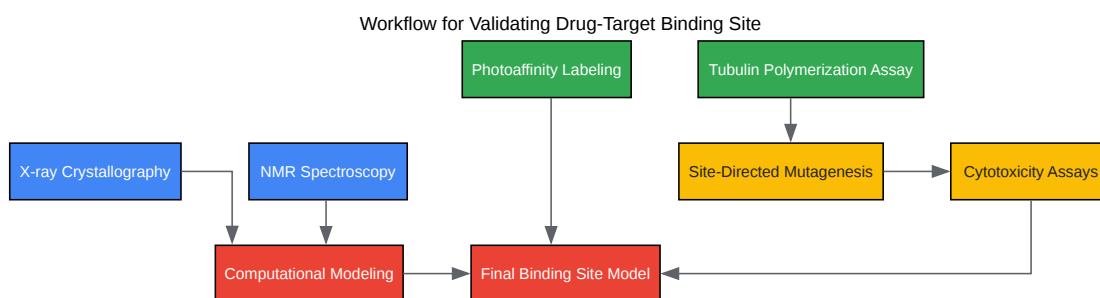 Workflow for Validating Drug-Target Binding Site
Photoaffinity Labeling
Tubulin Polymerization Assay
X-ray Crystallography
NMR Spectroscopy
Site-Directed Mutagenesis
Cytotoxicity Assays
Computational Modeling
Final Binding Site Model